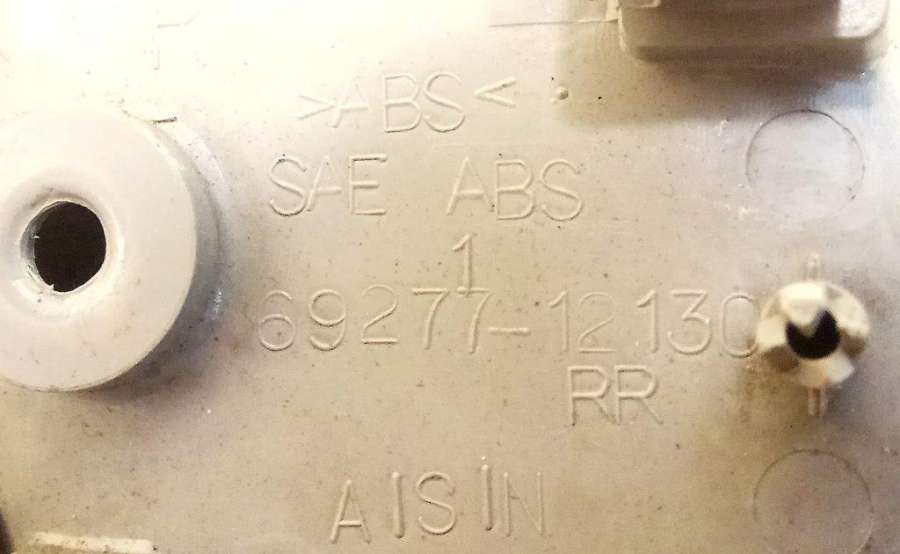 >ABS<
SAE ABS
1
69277-12130
RR
AISIN